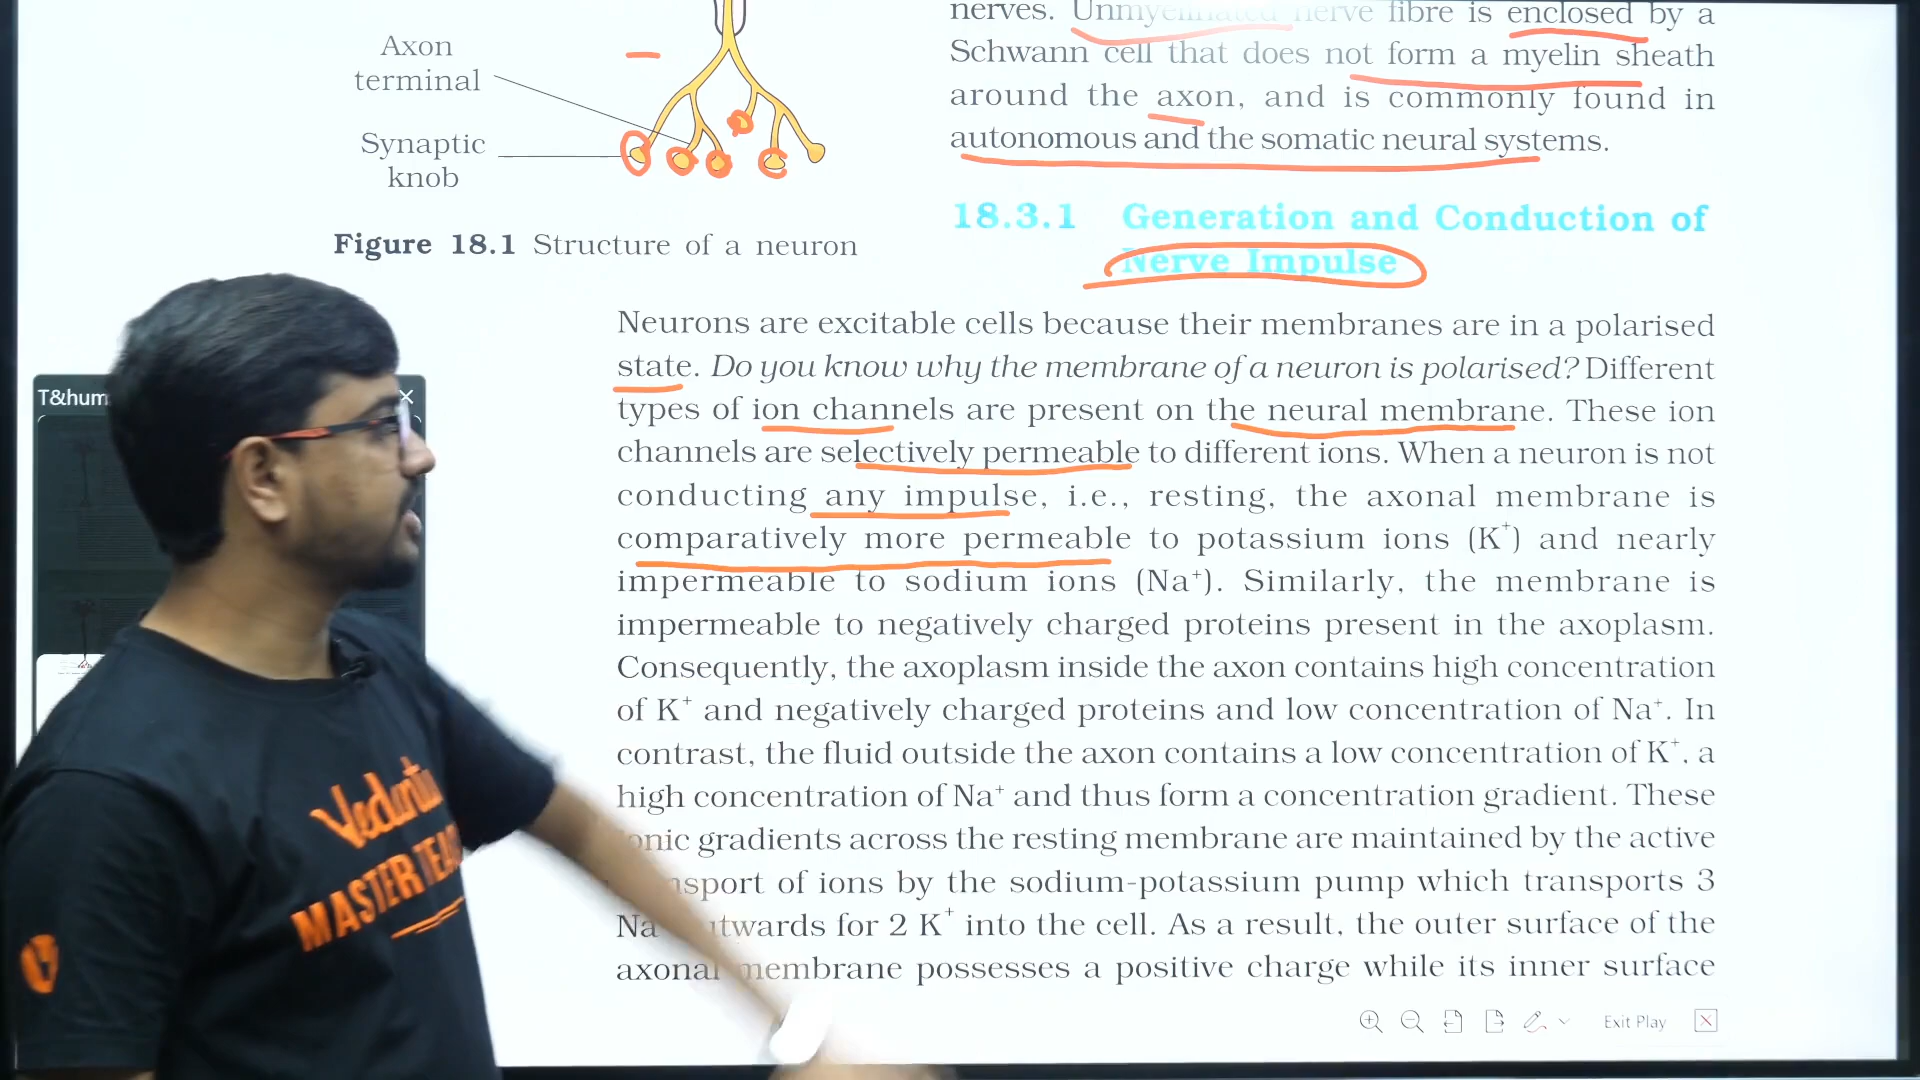 Axon
terminal
Synaptic
knob
Figure 18.1 Structure of a neuron
nerves. Unmyelinated nerve fibre is enclosed by a
Schwann cell that does not form a myelin sheath
around the axon, and is commonly found in
autonomous and the somatic neural systems.
18.3.1 Generation and Conduction of
Nerve Impulse
Neurons are excitable cells because their membranes are in a polarised
state. Do you know why the membrane of a neuron is polarised? Different
types of ion channels are present on the neural membrane. These ion
channels are selectively permeable to different ions. When a neuron is not
conducting any impulse, i.e., resting, the axonal membrane is
comparatively more permeable to potassium ions (K⁺) and nearly
impermeable to sodium ions (Na⁺). Similarly, the membrane is
impermeable to negatively charged proteins present in the axoplasm.
Consequently, the axoplasm inside the axon contains high concentration
of K⁺ and negatively charged proteins and low concentration of Na⁺. In
contrast, the fluid outside the axon contains a low concentration of K⁺, a
high concentration of Na⁺ and thus form a concentration gradient. These
onic gradients across the resting membrane are maintained by the active
nsport of ions by the sodium-potassium pump which transports 3
Na utwards for 2 K⁺ into the cell. As a result, the outer surface of the
axonal membrane possesses a positive charge while its inner surface
T&hum
Vedantu
MASTER TEA
Exit Play